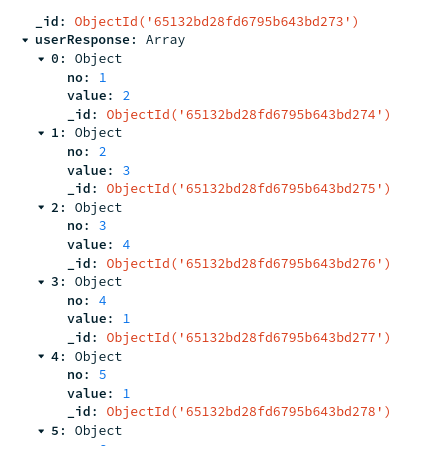 _id: ObjectId('65132bd28fd6795b643bd273')
userResponse: Array
0: Object
no: 1
value: 2
_id: ObjectId('65132bd28fd6795b643bd274')
1: Object
no: 2
value: 3
_id: ObjectId('65132bd28fd6795b643bd275')
2: Object
no: 3
value: 4
_id: ObjectId('65132bd28fd6795b643bd276')
3: Object
no: 4
value: 1
_id: ObjectId('65132bd28fd6795b643bd277')
4: Object
no: 5
value: 1
_id: ObjectId('65132bd28fd6795b643bd278')
5: Object